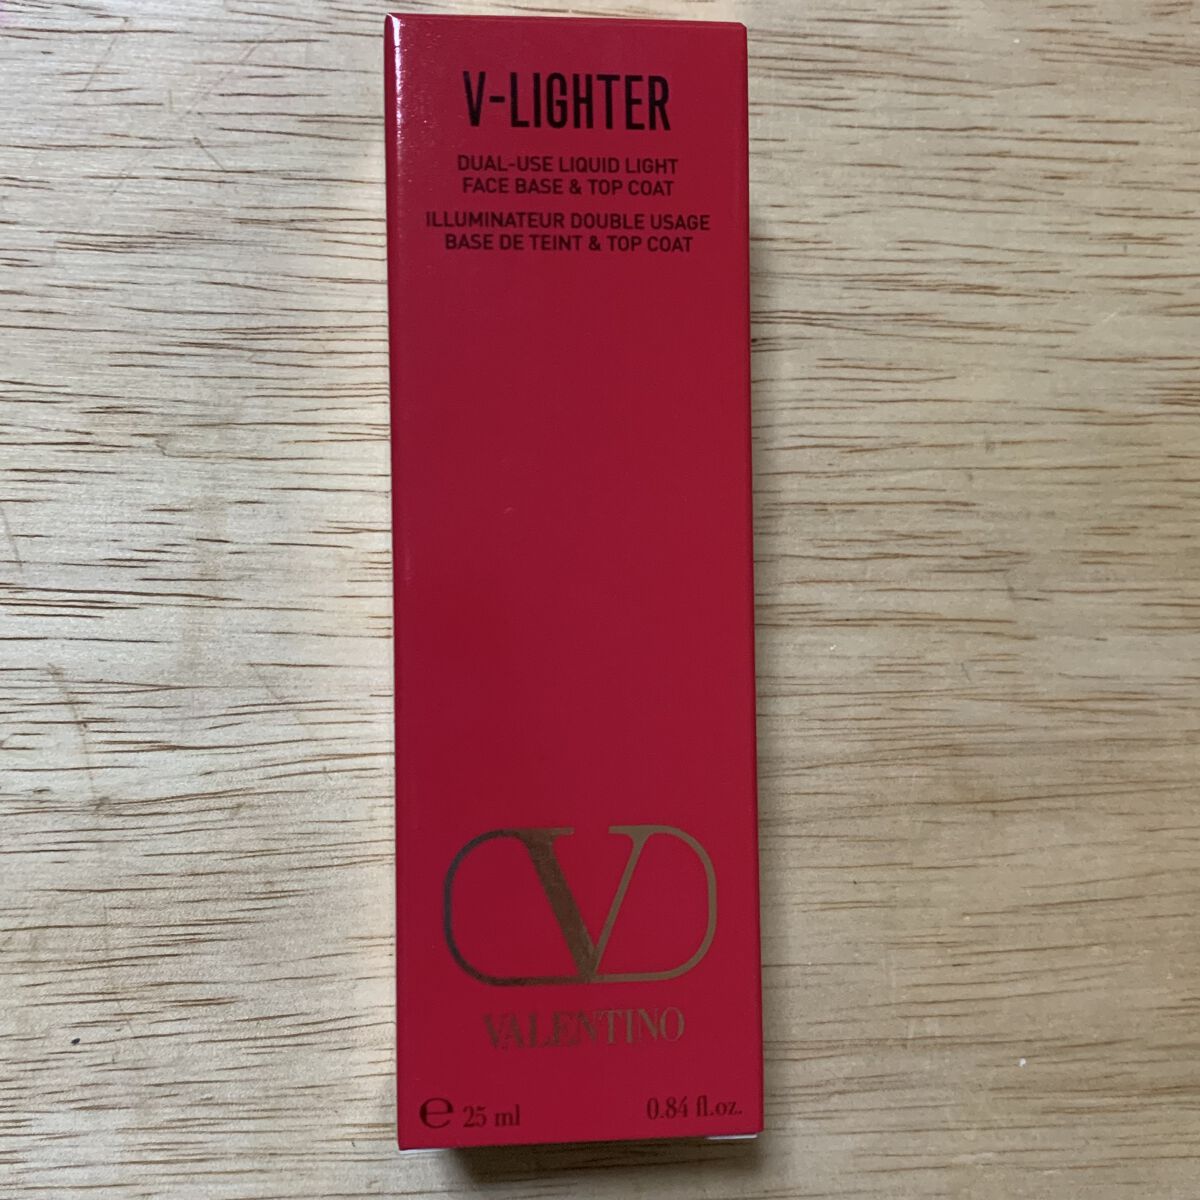 V-LIGHTER
DUAL-USE LIQUID LIGHT
FACE BASE & TOP COAT
ILLUMINATEUR DOUBLE USAGE
BASE DE TEINT & TOP COAT
V
VALENTINO
℮ 25 ml 0.84 fl.oz.